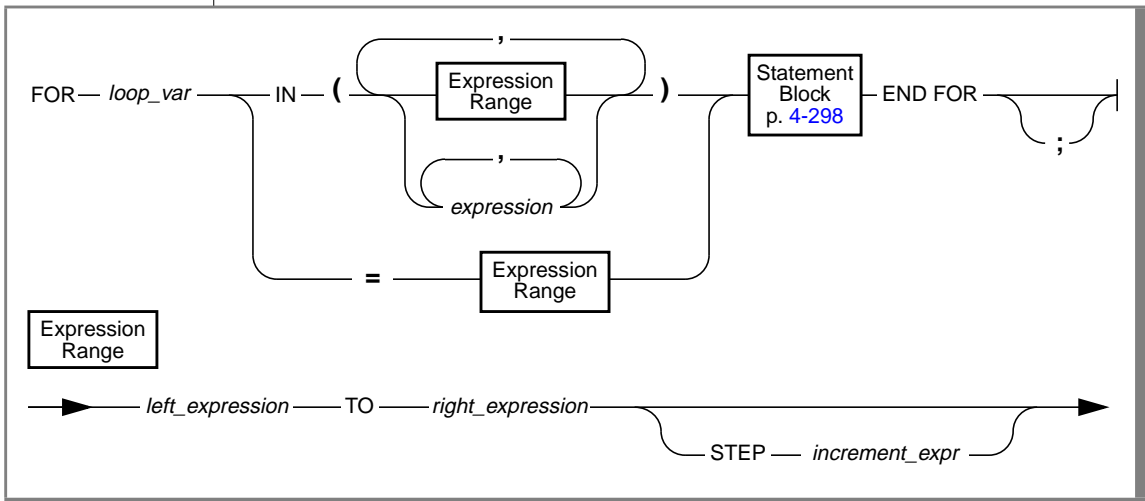 ,
FOR loop_var IN ( Expression Range ) Statement Block p. 4-298 END FOR ;
,
expression
= Expression Range
Expression
Range
left_expression TO right_expression
STEP increment_expr